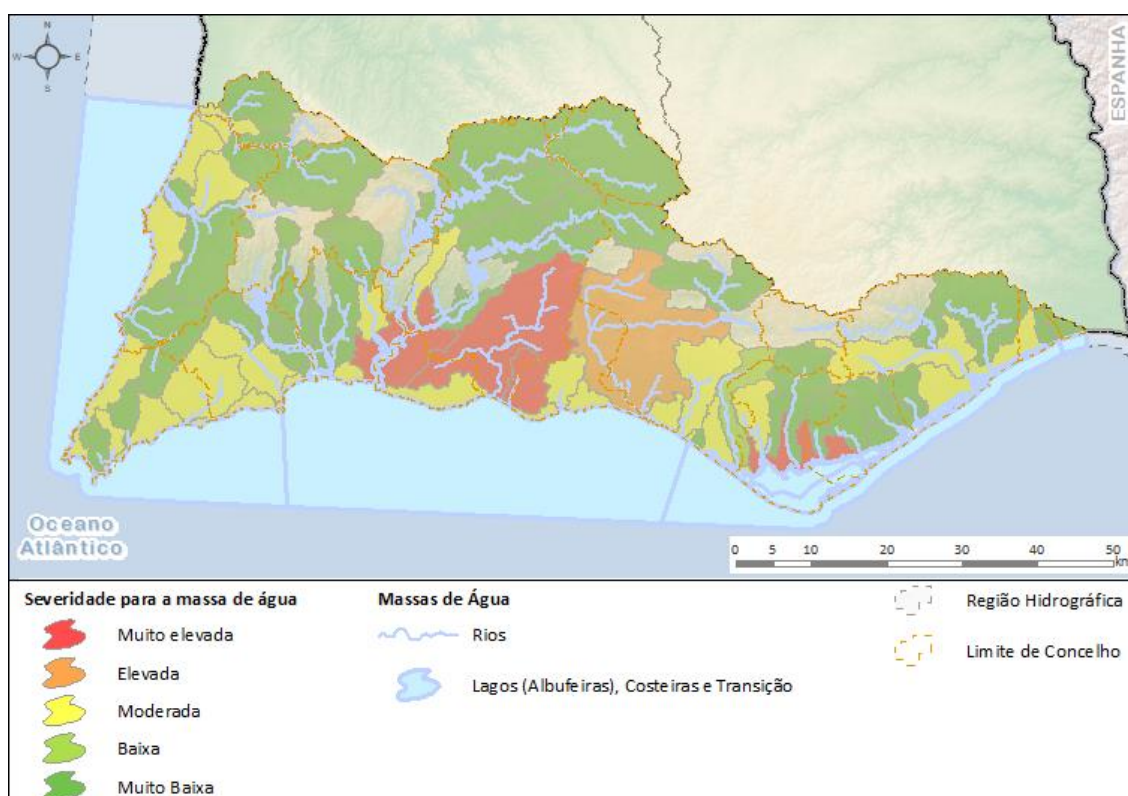 N
W E
S
ESPANHA
Oceano
Atlântico
0 5 10 20 30 40 50
km
Severidade para a massa de água
Muito elevada
Elevada
Moderada
Baixa
Muito Baixa
Massas de Água
Rios
Lagos (Albufeiras), Costeiras e Transição
Região Hidrográfica
Limite de Concelho